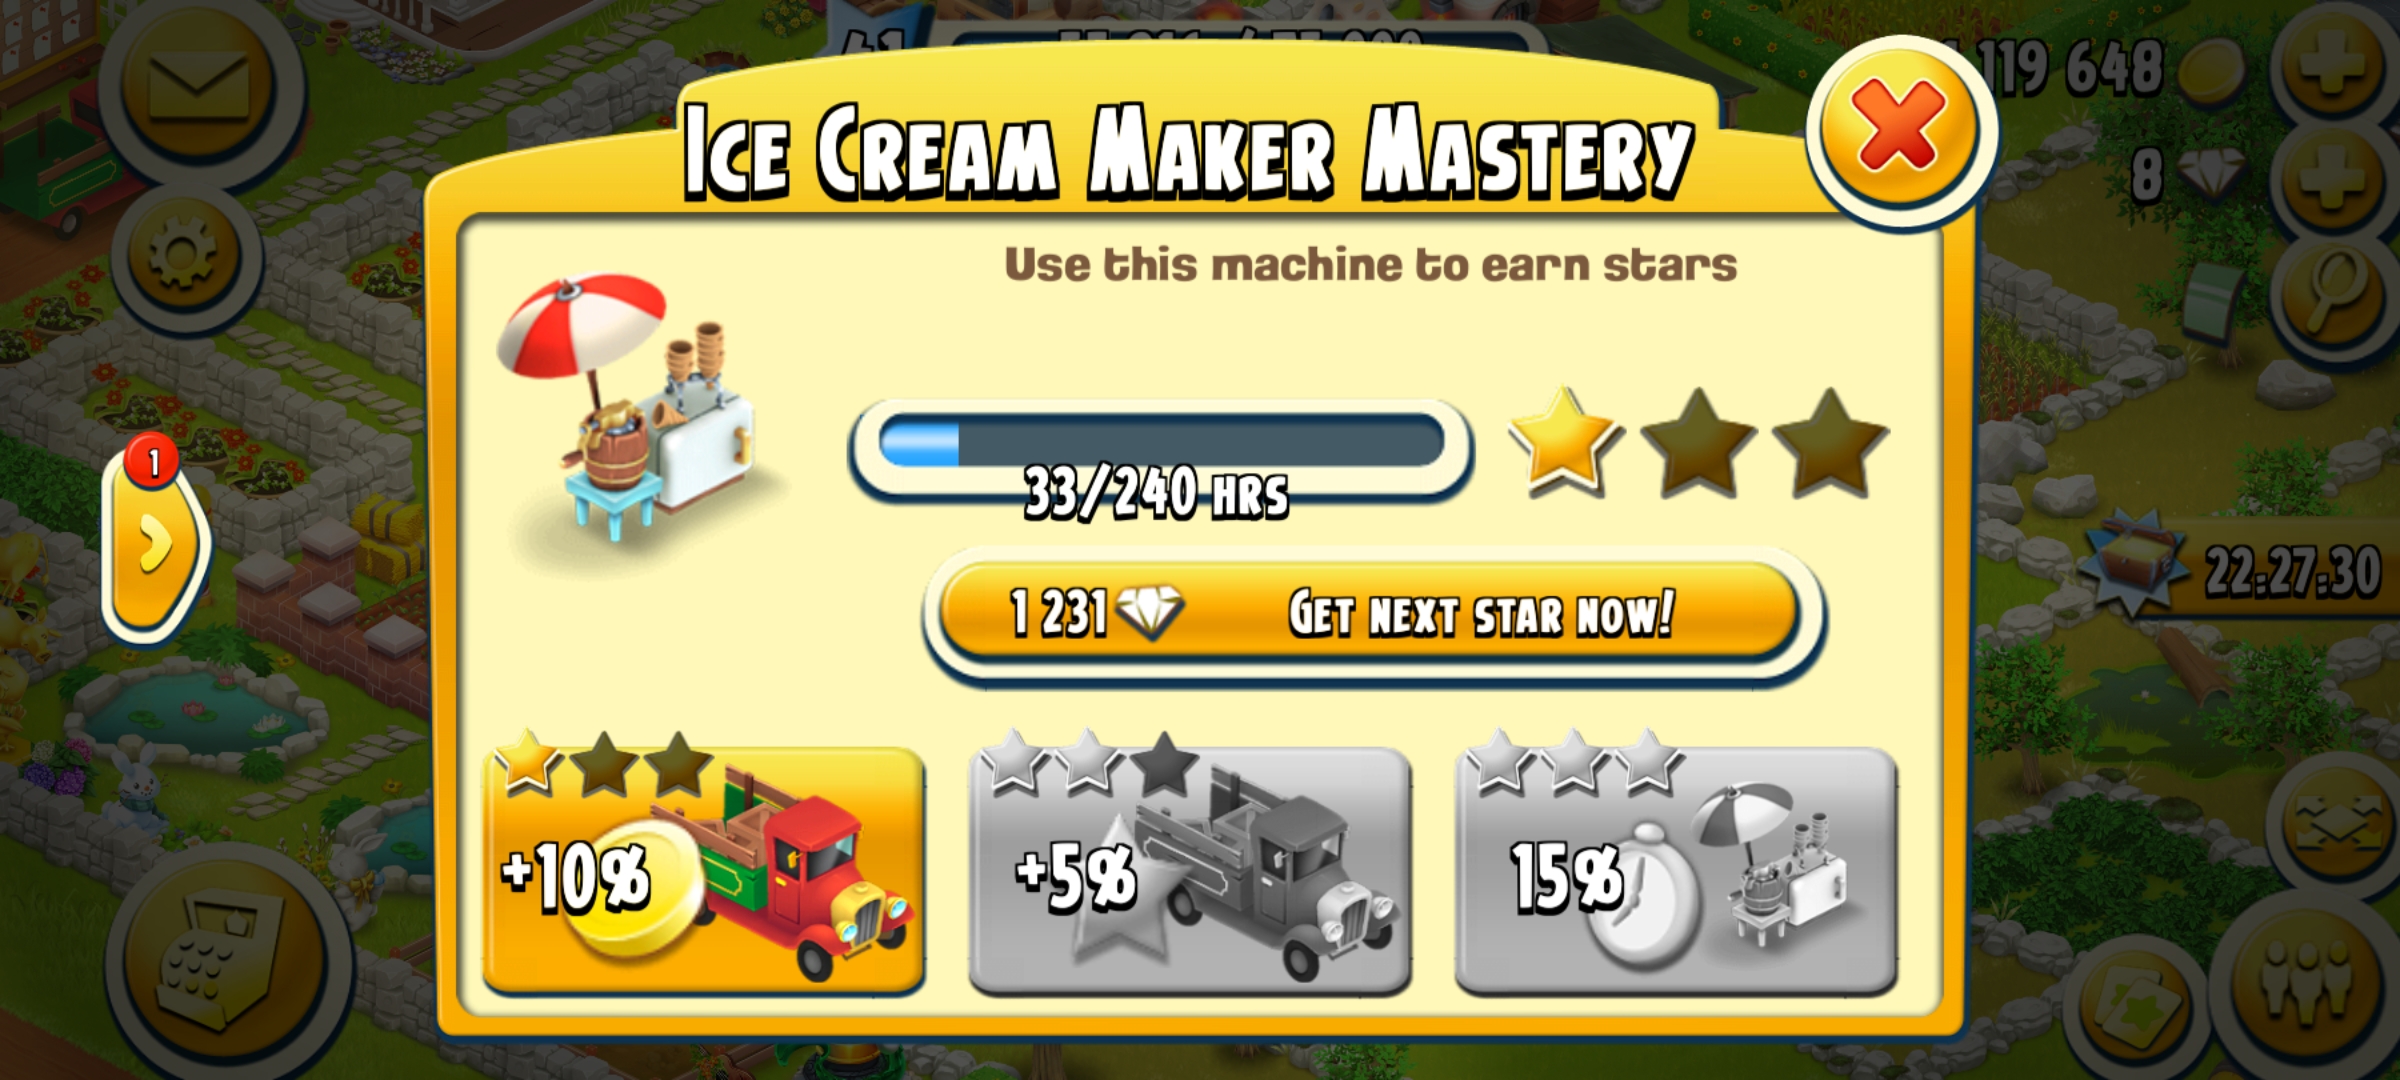 119 648
8
ICE CREAM MAKER MASTERY
Use this machine to earn stars
33/240 HRS
1
1 231 GET NEXT STAR NOW!
22:27:30
+10%
+5%
15%